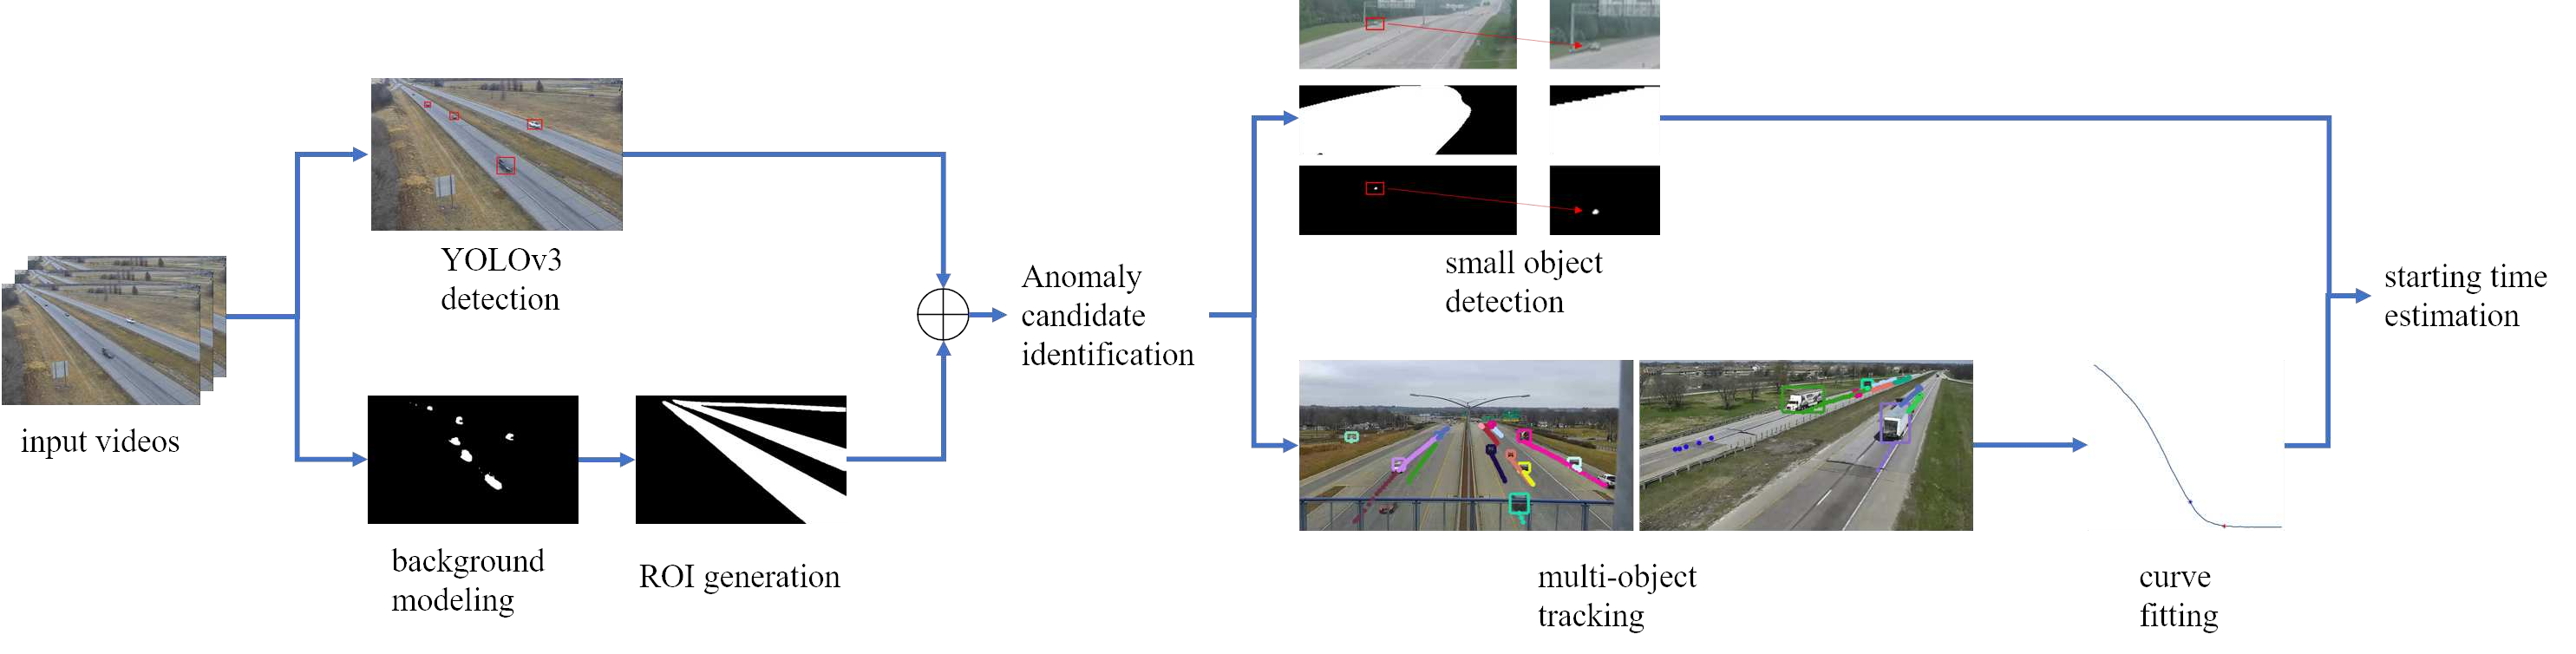 input videos
YOLOv3
detection
background
modeling
ROI generation
Anomaly
candidate
identification
small object
detection
multi-object
tracking
curve
fitting
starting time
estimation